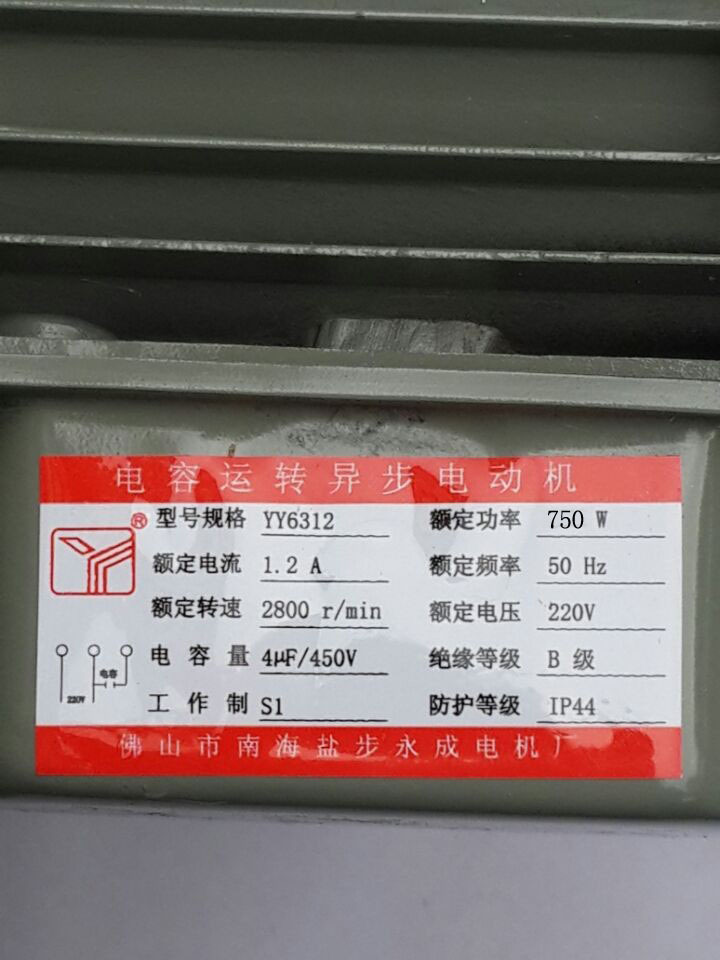 电容运转异步电动机
® 型号规格 YY6312 额定功率 750 W
额定电流 1.2 A 额定频率 50 Hz
额定转速 2800 r/min 额定电压 220V
电容量 4μF/450V 绝缘等级 B 级
电容
220V
工作制 S1 防护等级 IP44
佛山市南海盐步永成电机厂